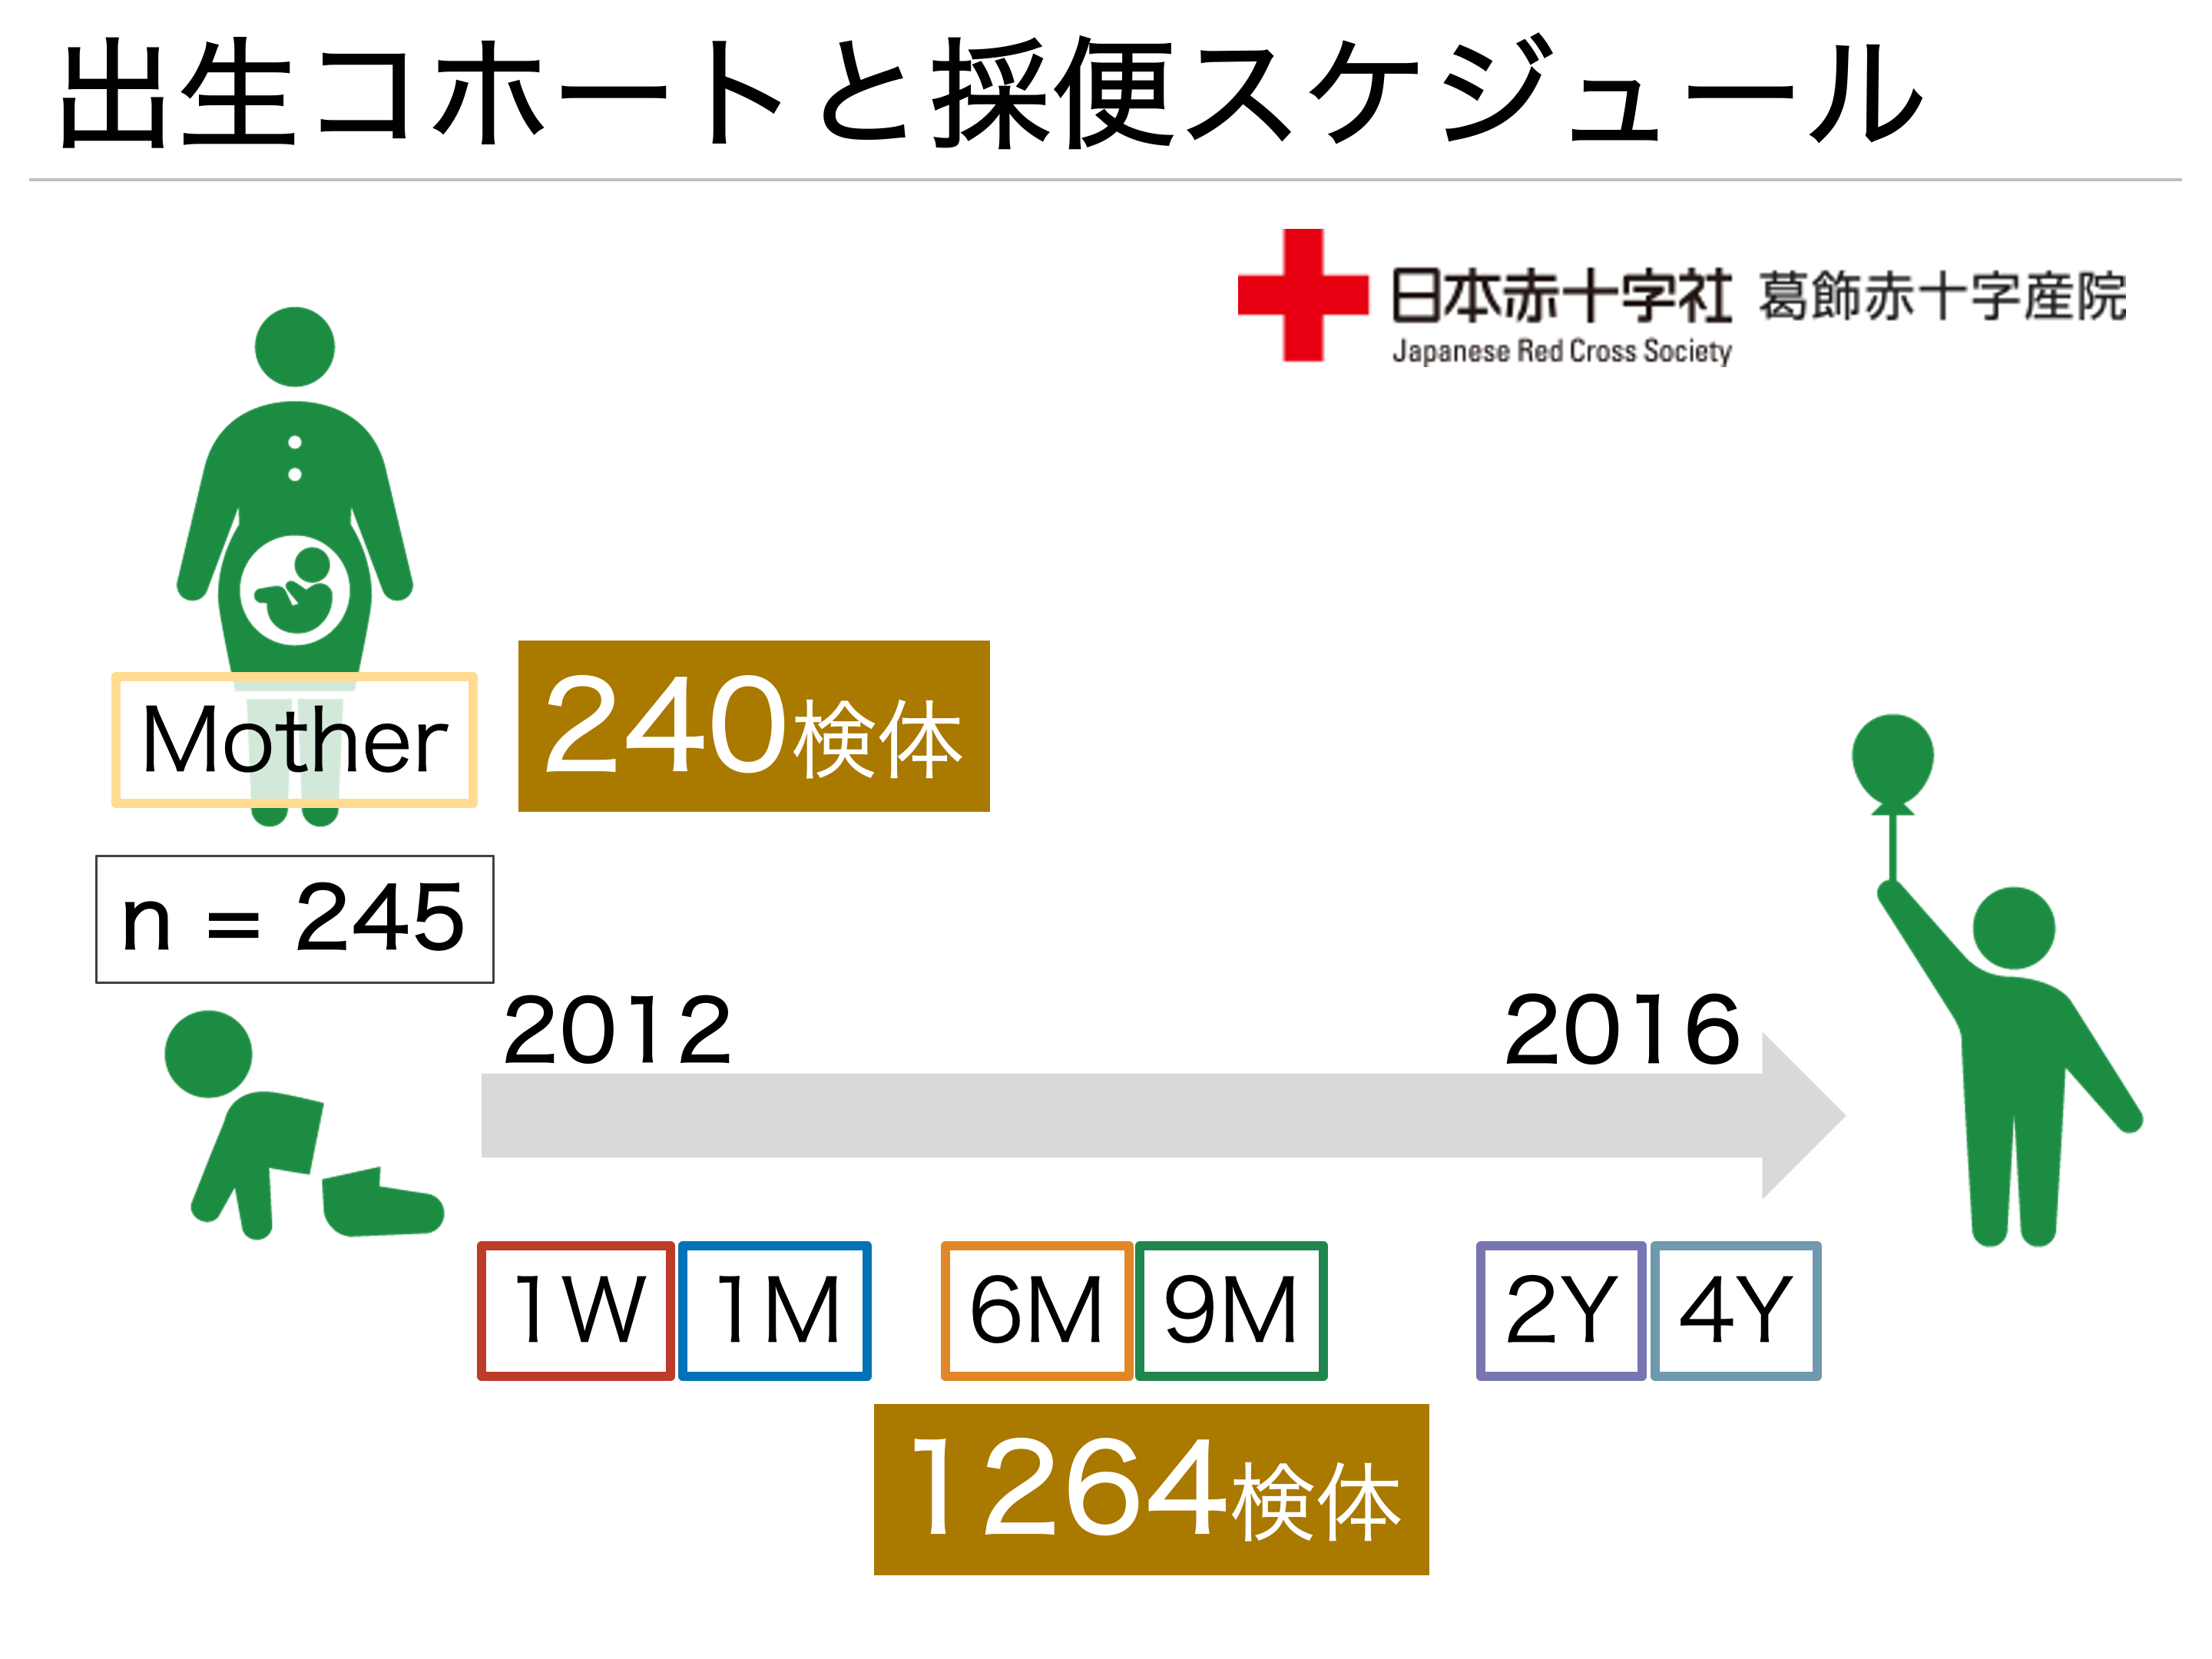 出生コホートと採便スケジュール
日本赤十字社 葛飾赤十字産院
Japanese Red Cross Society
Mother
240検体
n = 245
2012
2016
1W 1M 6M 9M 2Y 4Y
1264検体